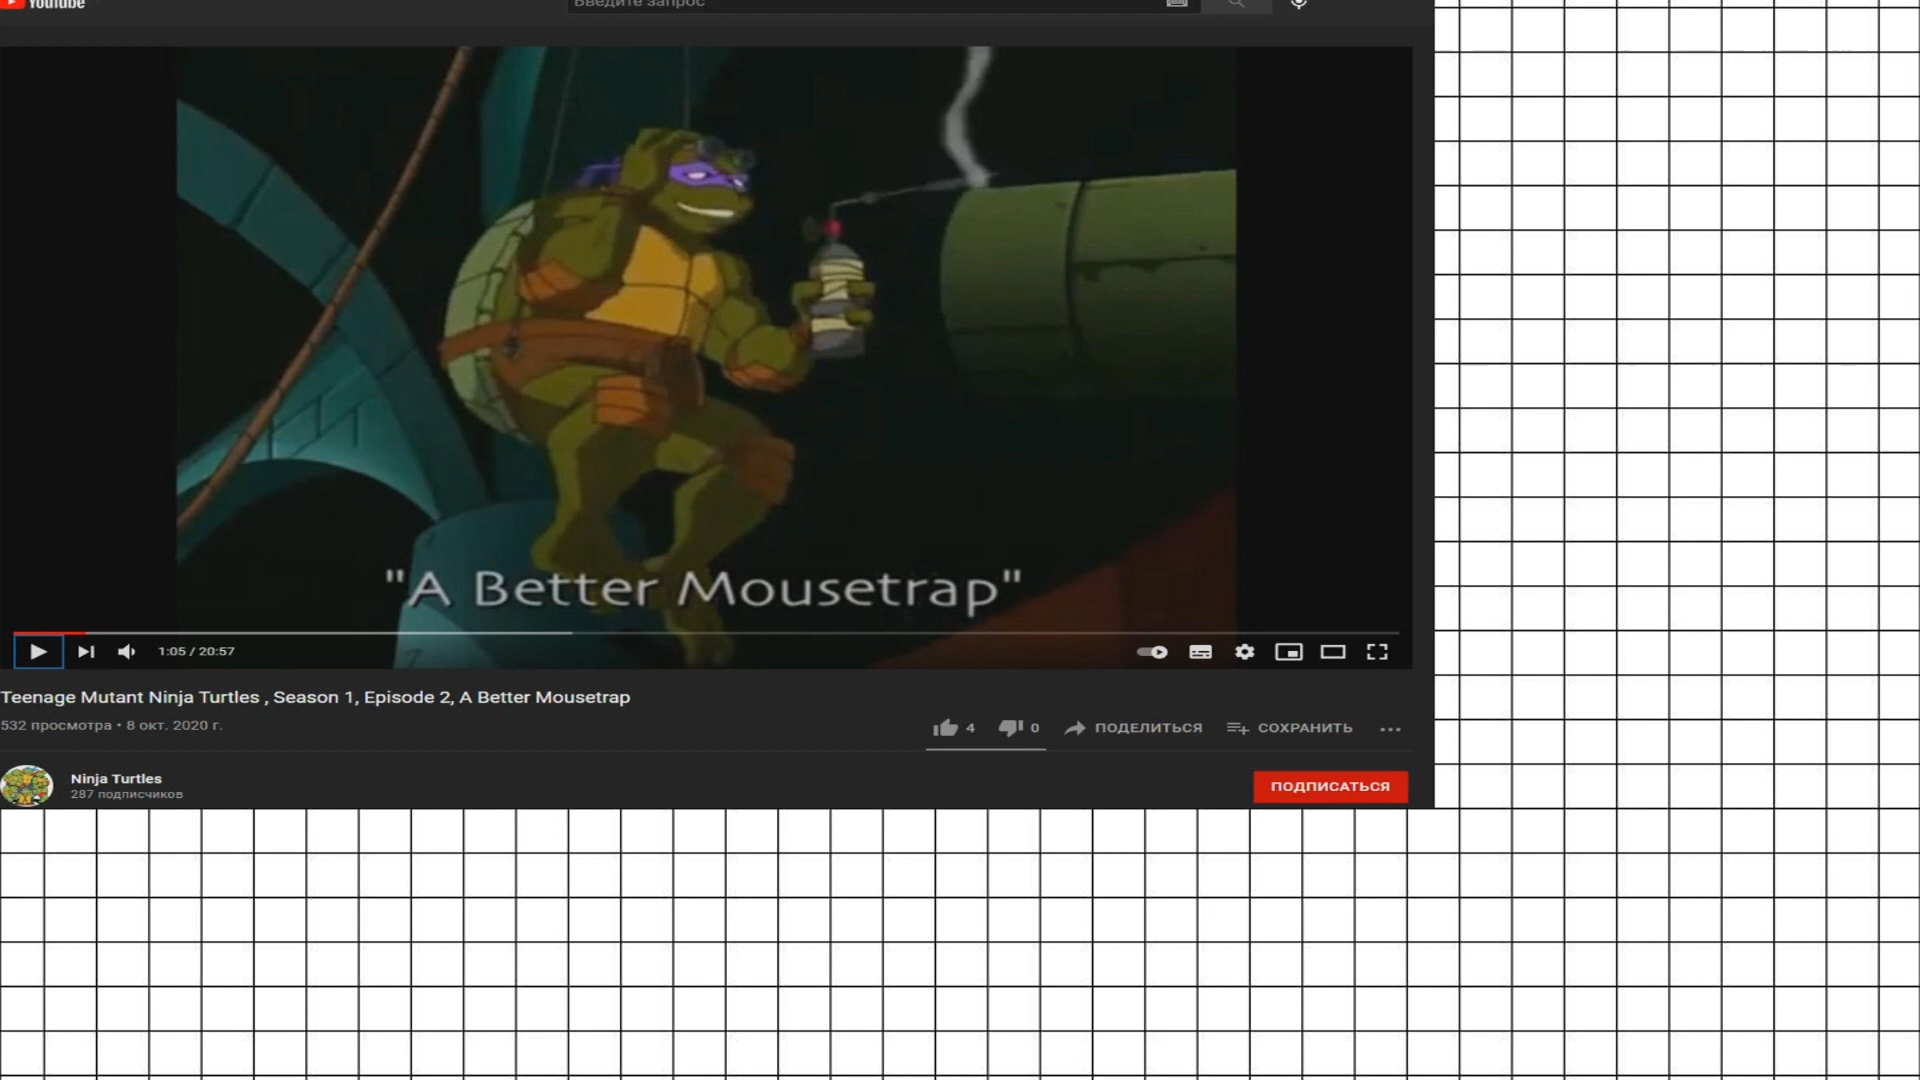 YouTube
Введите запрос
"A Better Mousetrap"
1:05 / 20:57
Teenage Mutant Ninja Turtles , Season 1, Episode 2, A Better Mousetrap
532 просмотра • 8 окт. 2020 г.
4 0 ПОДЕЛИТЬСЯ СОХРАНИТЬ
Ninja Turtles
287 подписчиков
ПОДПИСАТЬСЯ